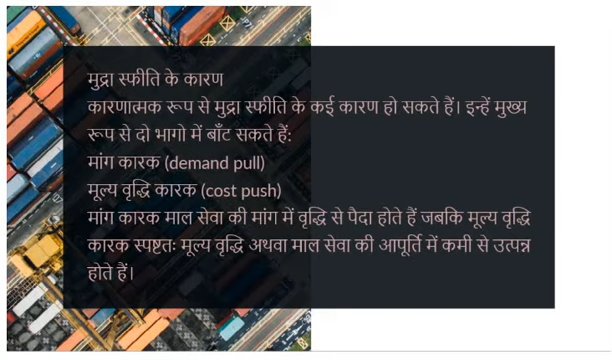 मुद्रा स्फीति के कारण
कारणात्मक रूप से मुद्रा स्फीति के कई कारण हो सकते हैं। इन्हें मुख्य
रूप से दो भागो में बाँट सकते हैं:
मांग कारक (demand pull)
मूल्य वृद्धि कारक (cost push)
मांग कारक माल सेवा की मांग में वृद्धि से पैदा होते हैं जबकि मूल्य वृद्धि
कारक स्पष्टतः मूल्य वृद्धि अथवा माल सेवा की आपूर्ति में कमी से उत्पन्न
होते हैं।